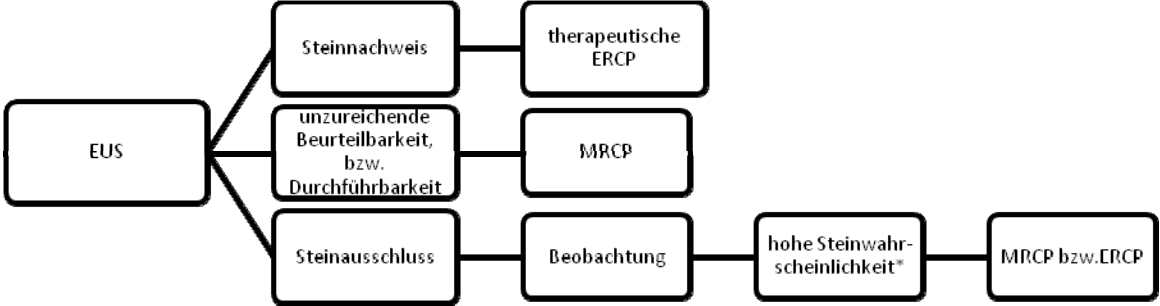 EUS
Steinnachweis
therapeutische
ERCP
unzureichende
Beurteilbarkeit,
bzw.
Durchführbarkeit
MRCP
Steinausschluss
Beobachtung
hohe Steinwahr-
scheinlichkeit*
MRCP bzw.ERCP